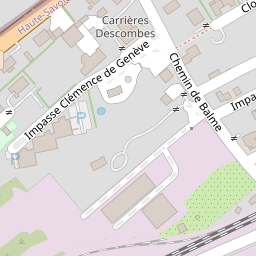 Haute-Savoie
Carrières
Descombes
Clo
Impasse Clémence de Genève
Chemin de Balme
Impa
P
P
P